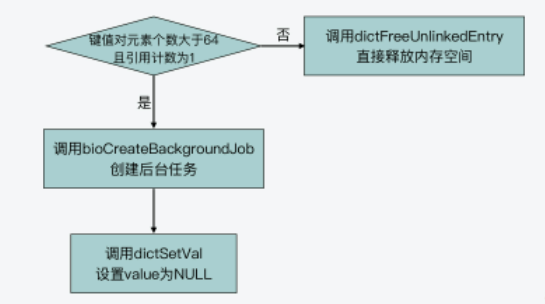 键值对元素个数大于64
且引用计数为1
否
调用dictFreeUnlinkedEntry
直接释放内存空间
是
调用bioCreateBackgroundJob
创建后台任务
调用dictSetVal
设置value为NULL